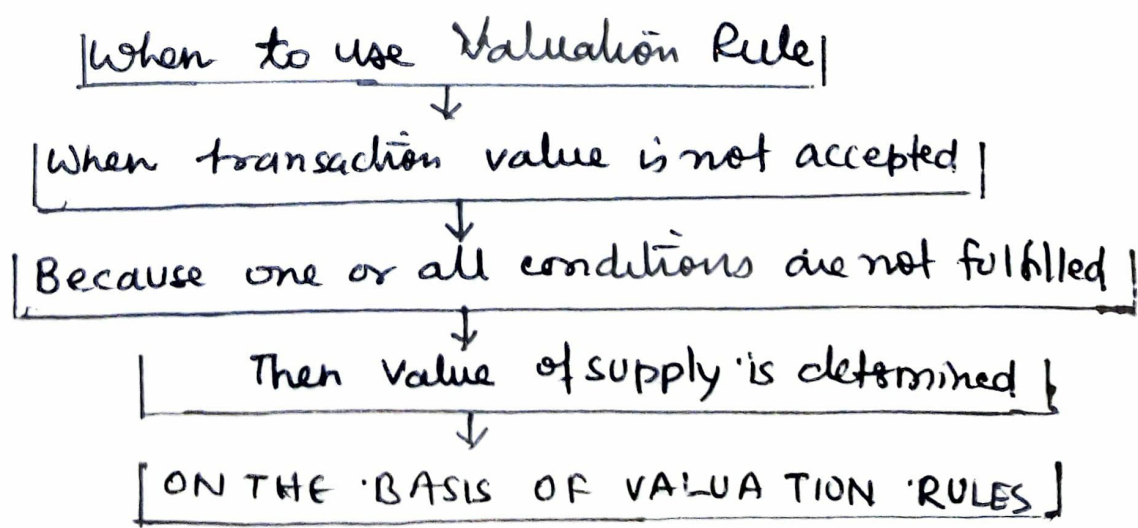 When to use Valuation Rule
When transaction value is not accepted
Because one or all conditions are not fulfilled
Then value of supply is determined
ON THE BASIS OF VALUATION RULES